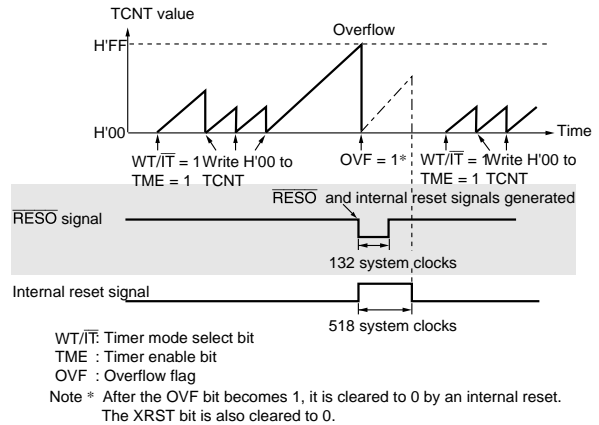 TCNT value
Overflow
H'FF
H'00
Time
WT/IT = 1 Write H'00 to
TME = 1 TCNT
OVF = 1*
WT/IT = 1 Write H'00 to
TME = 1 TCNT
RESO and internal reset signals generated
RESO signal
132 system clocks
Internal reset signal
518 system clocks
WT/IT: Timer mode select bit
TME : Timer enable bit
OVF : Overflow flag
Note * After the OVF bit becomes 1, it is cleared to 0 by an internal reset.
The XRST bit is also cleared to 0.